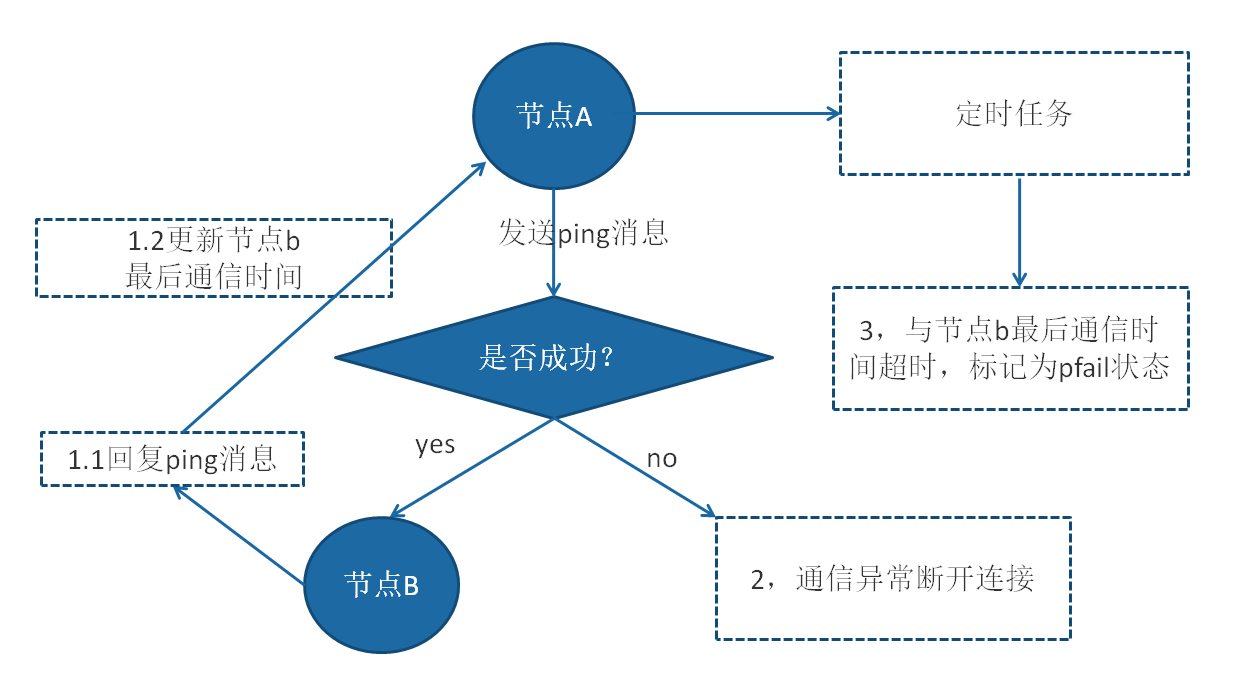 节点A
定时任务
发送ping消息
1.2更新节点b
最后通信时间
3，与节点b最后通信时
间超时，标记为pfail状态
是否成功？
yes
no
1.1回复ping消息
节点B
2，通信异常断开连接